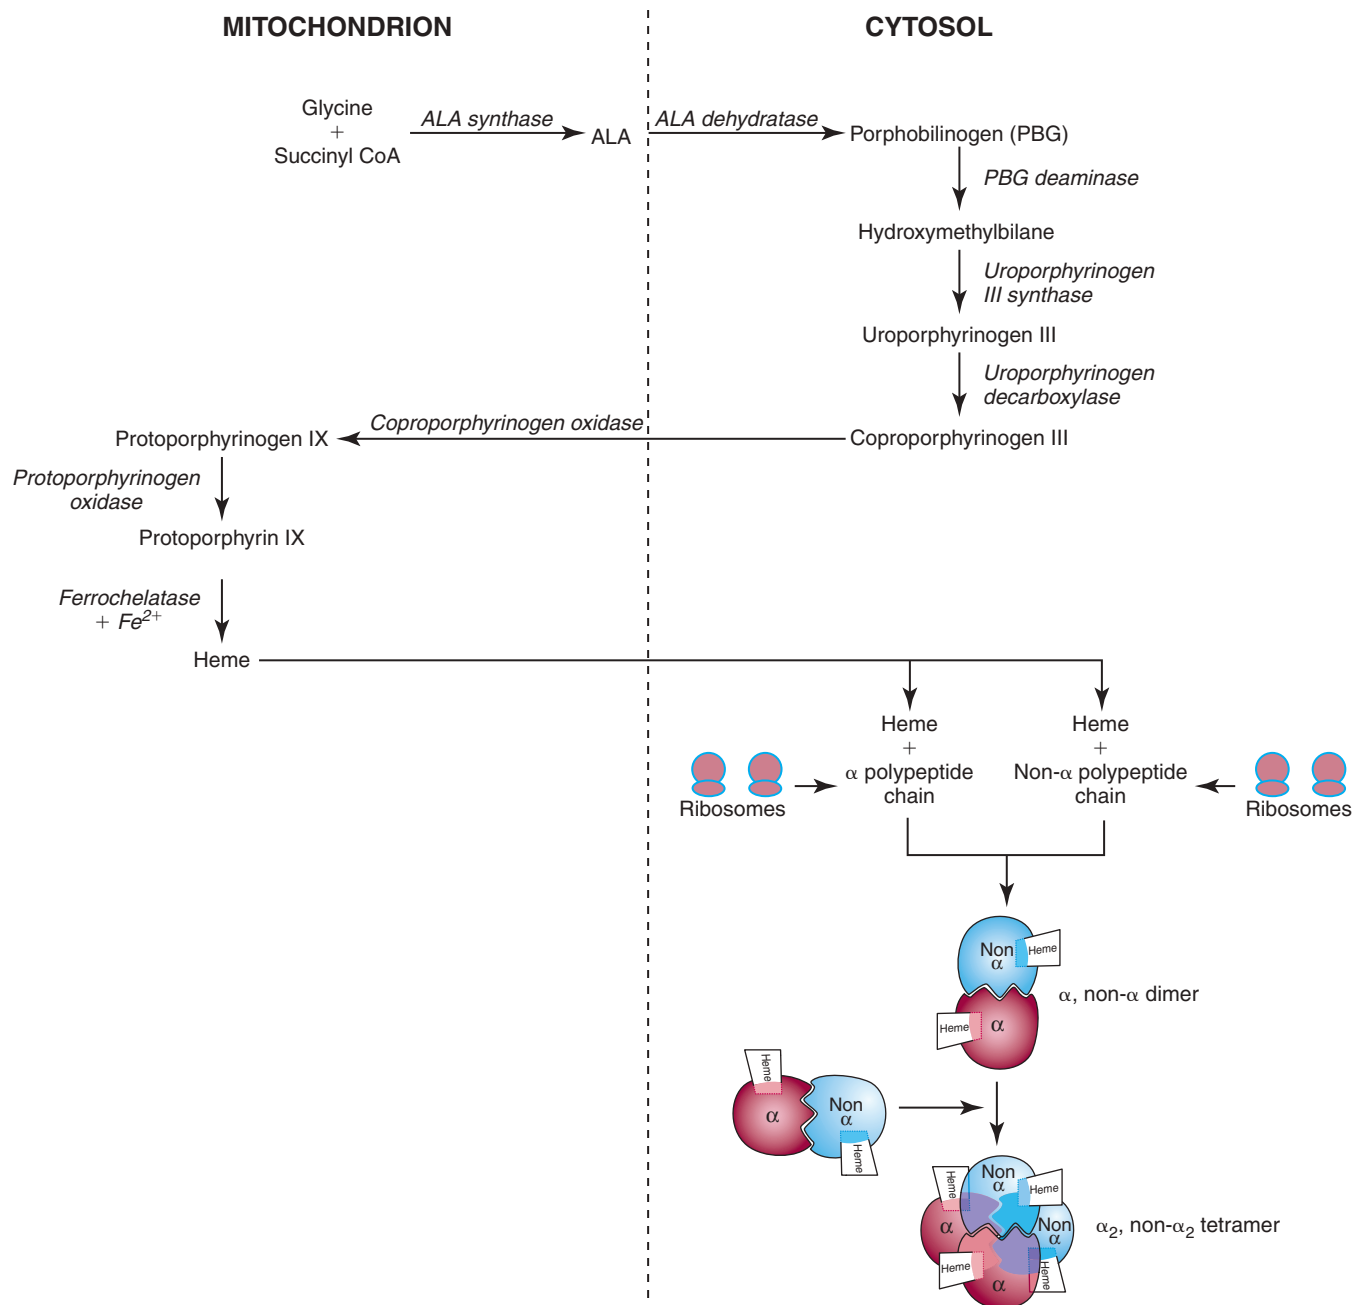 MITOCHONDRION
CYTOSOL
Glycine
+
Succinyl CoA
ALA synthase
ALA
ALA dehydratase
Porphobilinogen (PBG)
PBG deaminase
Hydroxymethylbilane
Uroporphyrinogen
III synthase
Uroporphyrinogen III
Uroporphyrinogen
decarboxylase
Coproporphyrinogen III
Coproporphyrinogen oxidase
Protoporphyrinogen IX
Protoporphyrinogen
oxidase
Protoporphyrin IX
Ferrochelatase
+ Fe²⁺
Heme
Heme
+
α polypeptide
chain
Heme
+
Non-α polypeptide
chain
Ribosomes
Ribosomes
Non
α
Heme
Heme
α
α, non-α dimer
Heme
α
Non
α
Heme
Heme
Non
α
Heme
α
Non
α
Heme
α
Heme
α₂, non-α₂ tetramer